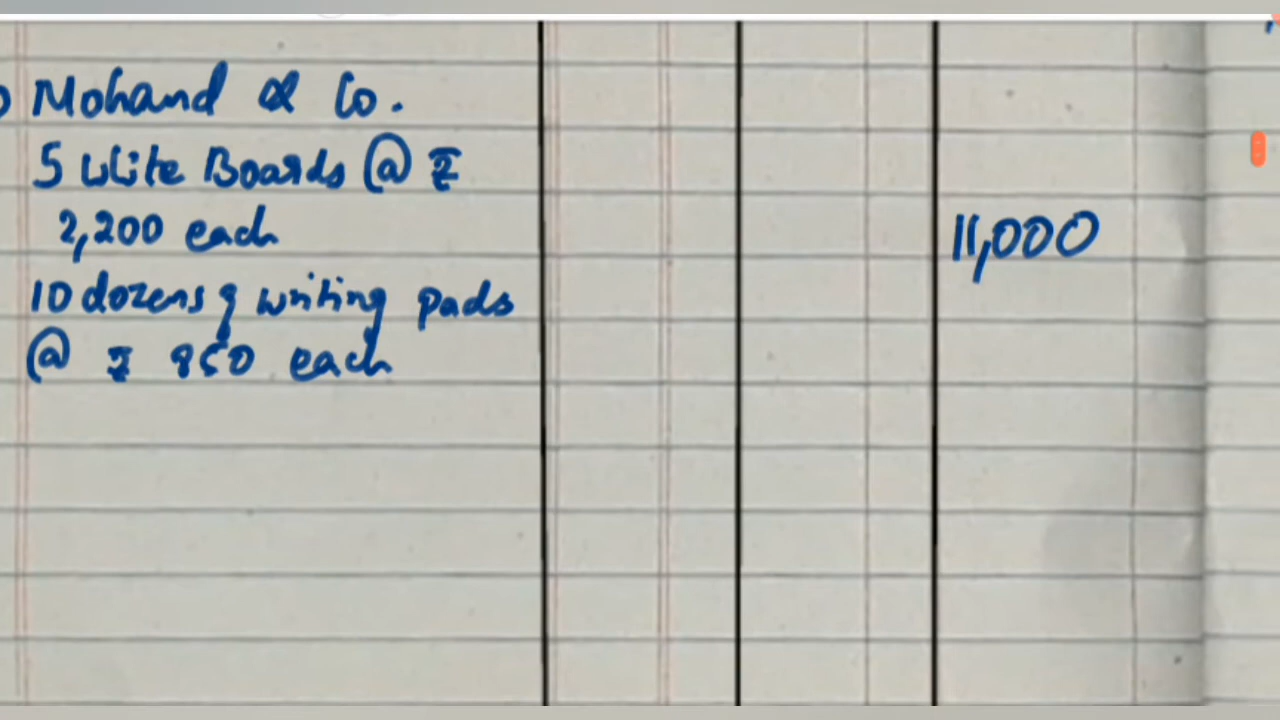 Mohand & Co.
5 White Boards @ ₹
2,200 each 11,000
10 dozens of writing pads
@ ₹ 850 each